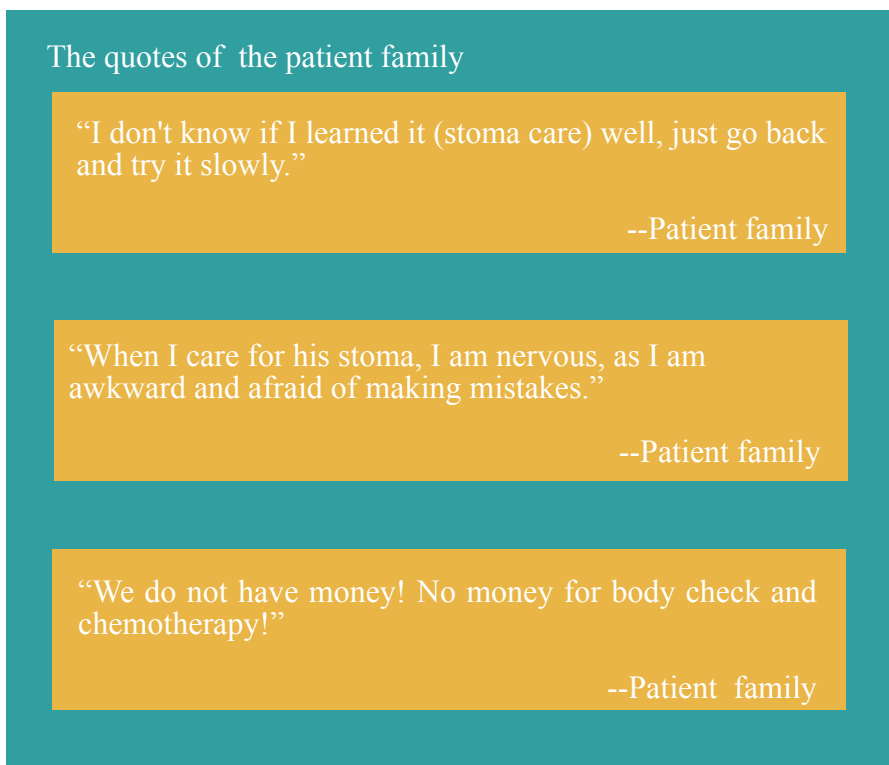 The quotes of  the patient family
“I don't know if I learned it (stoma care) well, just go back
and try it slowly.”
--Patient family
“When I care for his stoma, I am nervous, as I am
awkward and afraid of making mistakes.”
--Patient family
“We do not have money! No money for body check and
chemotherapy!”
--Patient  family